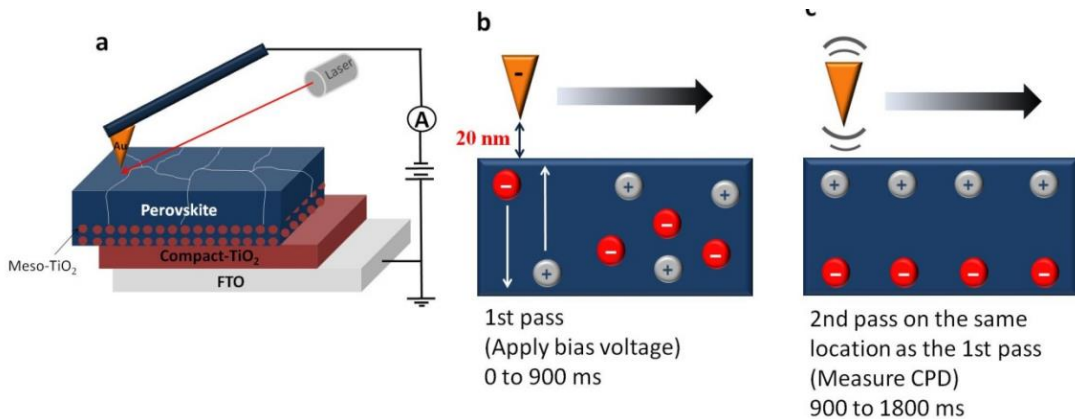 a
Laser
A
Au
Perovskite
Meso-TiO₂
Compact-TiO₂
FTO
b
-
20 nm
−
+
+
−
−
−
+
+
1st pass
(Apply bias voltage)
0 to 900 ms
c
+ + + +
− − − −
2nd pass on the same
location as the 1st pass
(Measure CPD)
900 to 1800 ms